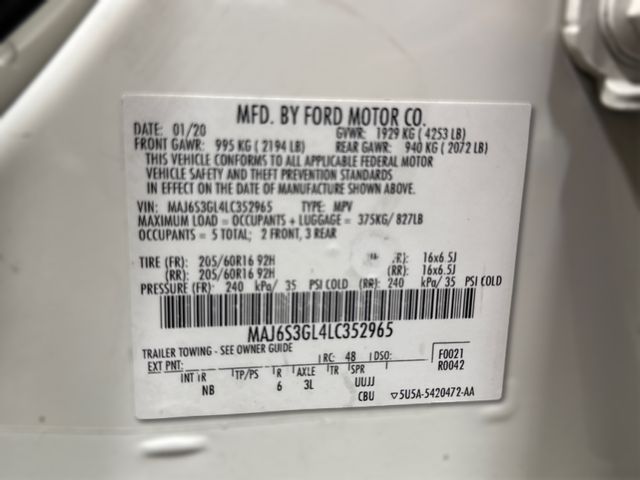 MFD. BY FORD MOTOR CO.
DATE: 01/20 GVWR: 1929 KG ( 4253 LB)
FRONT GAWR: 995 KG ( 2194 LB) REAR GAWR: 940 KG ( 2072 LB)
THIS VEHICLE CONFORMS TO ALL APPLICABLE FEDERAL MOTOR
VEHICLE SAFETY AND THEFT PREVENTION STANDARDS
IN EFFECT ON THE DATE OF MANUFACTURE SHOWN ABOVE.
VIN: MAJ6S3GL4LC352965 TYPE: MPV
MAXIMUM LOAD = OCCUPANTS + LUGGAGE = 375KG/ 827LB
OCCUPANTS = 5 TOTAL; 2 FRONT, 3 REAR
TIRE (FR): 205/60R16 92H 16x6.5J
(RR): 205/60R16 92H (RR): 16x6.5J
PRESSURE (FR): 240 kPa/ 35 PSI COLD (RR): 240 kPa/ 35 PSI COLD
MAJ6S3GL4LC352965
TRAILER TOWING - SEE OWNER GUIDE
EXT PNT: RC: 48 DSO: F0021
R0042
INT TR TP/PS R AXLE TR SPR
NB 6 3L UUJJ
CBU ▽5U5A-5420472-AA